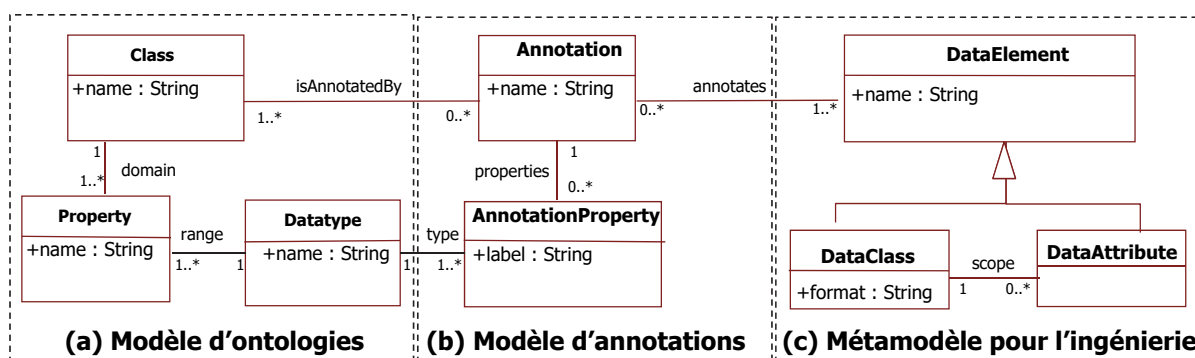 Class
+name : String
isAnnotatedBy
1..*
0..*
Annotation
+name : String
annotates
0..*
1..*
DataElement
+name : String
1
domain
1..*
1
properties
0..*
Property
+name : String
range
1..*
1
Datatype
+name : String
type
1
1..*
AnnotationProperty
+label : String
DataClass
+format : String
scope
1
0..*
DataAttribute
(a) Modèle d'ontologies
(b) Modèle d'annotations
(c) Métamodèle pour l'ingénierie